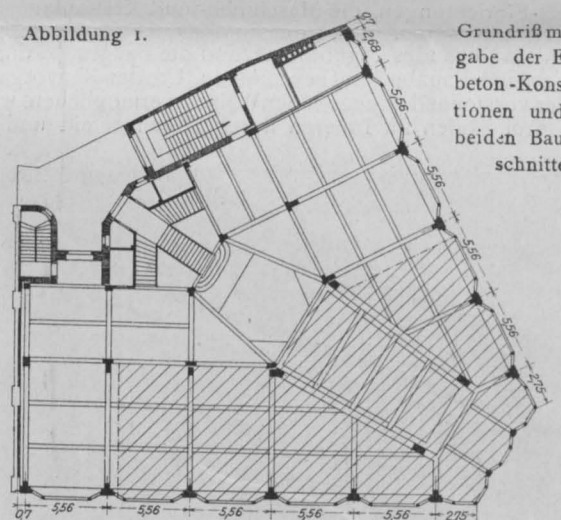 Abbildung 1.
Grundriß m
gabe der E
beton-Kons
tionen und
beiden Bau
schnitte
0,7 2,68
5,56
5,56
5,56
5,56
2,75
0,7 5,56 5,56 5,56 5,56 5,56 2,75